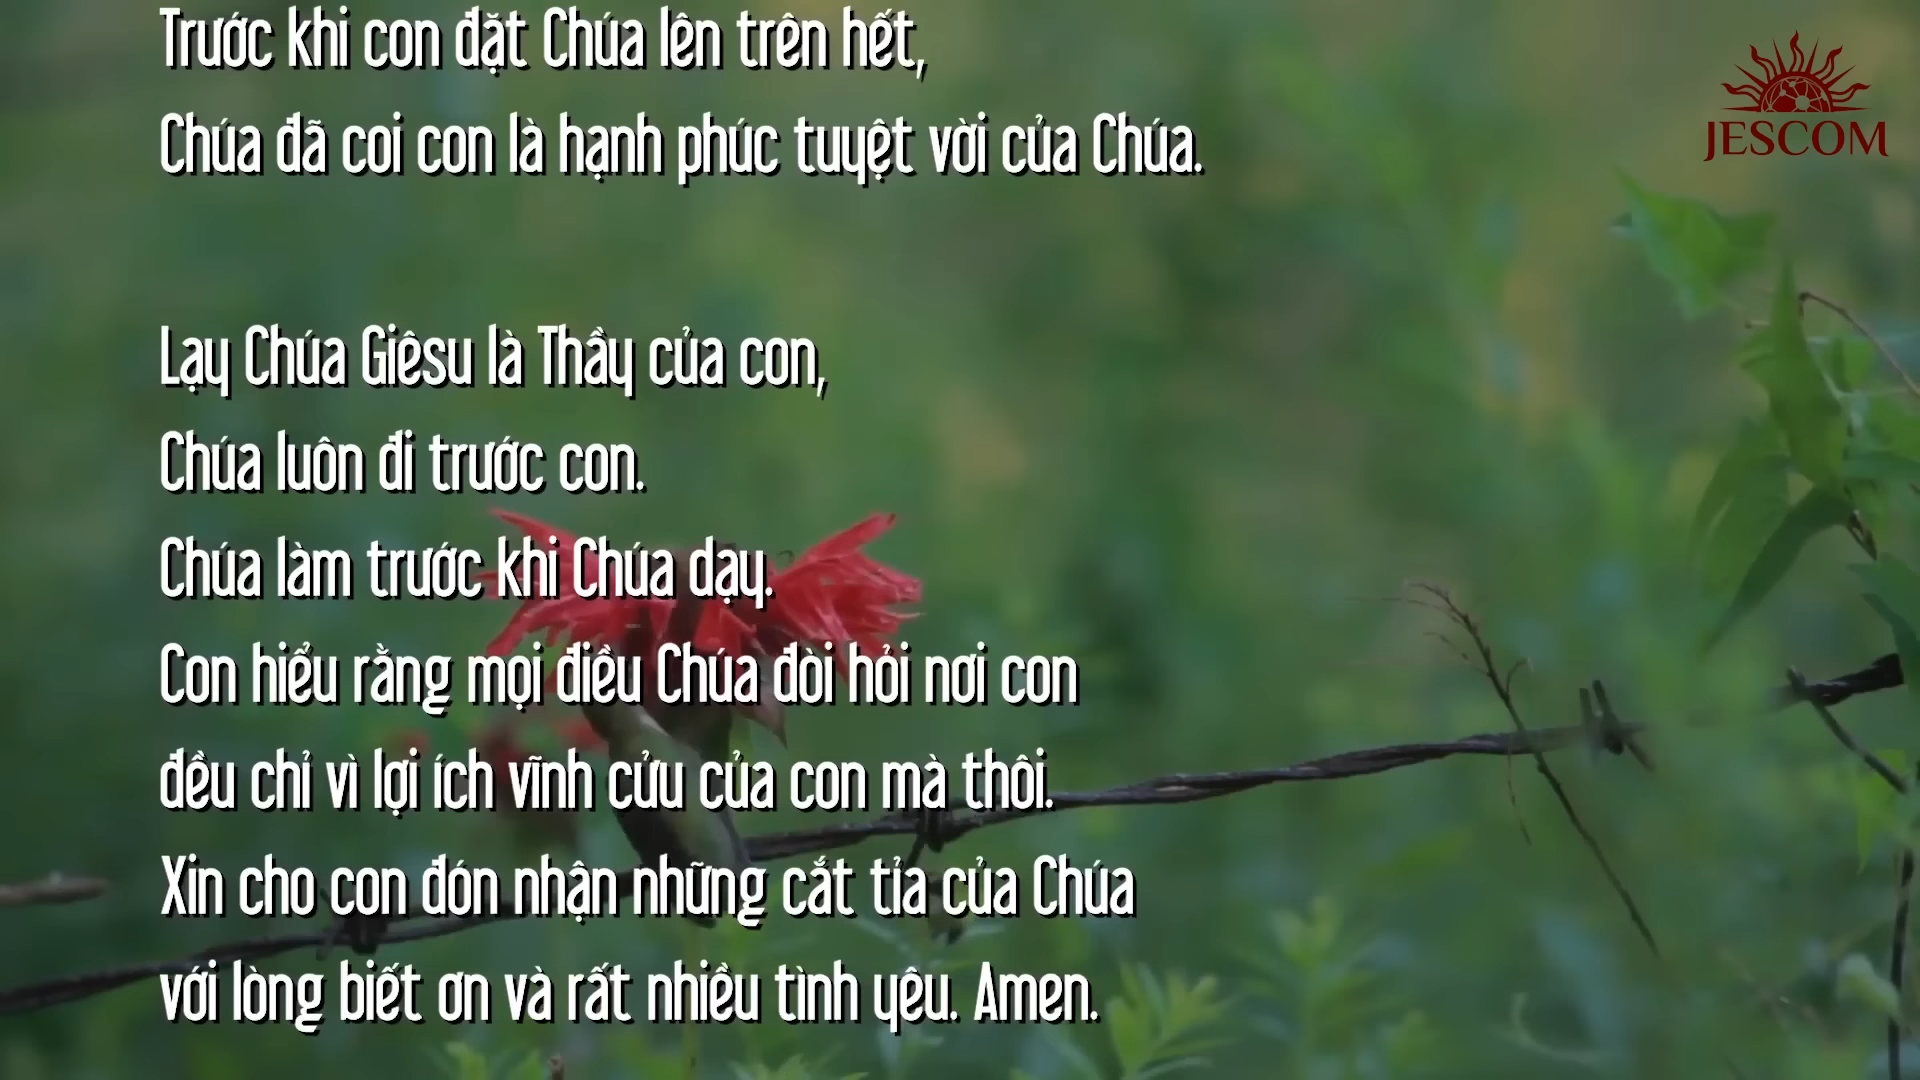 Trước khi con đặt Chúa lên trên hết,
Chúa đã coi con là hạnh phúc tuyệt vời của Chúa.
Lạy Chúa Giêsu là Thầy của con,
Chúa luôn đi trước con.
Chúa làm trước khi Chúa dạy.
Con hiểu rằng mọi điều Chúa đòi hỏi nơi con
đều chỉ vì lợi ích vĩnh cửu của con mà thôi.
Xin cho con đón nhận những cắt tỉa của Chúa
với lòng biết ơn và rất nhiều tình yêu. Amen.
JESCOM